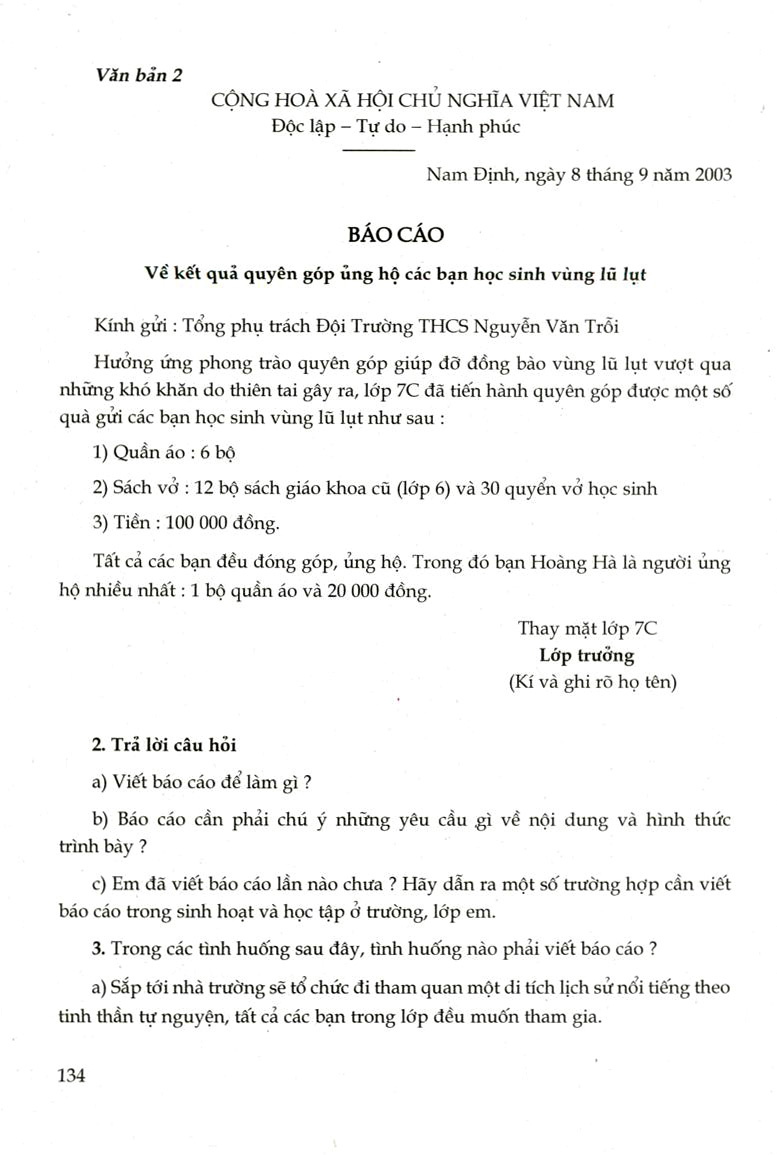 Văn bản 2
CỘNG HOÀ XÃ HỘI CHỦ NGHĨA VIỆT NAM
Độc lập – Tự do – Hạnh phúc
Nam Định, ngày 8 tháng 9 năm 2003
BÁO CÁO
Về kết quả quyên góp ủng hộ các bạn học sinh vùng lũ lụt
Kính gửi : Tổng phụ trách Đội Trường THCS Nguyễn Văn Trỗi
Hưởng ứng phong trào quyên góp giúp đỡ đồng bào vùng lũ lụt vượt qua
những khó khăn do thiên tai gây ra, lớp 7C đã tiến hành quyên góp được một số
quà gửi các bạn học sinh vùng lũ lụt như sau :
1) Quần áo : 6 bộ
2) Sách vở : 12 bộ sách giáo khoa cũ (lớp 6) và 30 quyển vở học sinh
3) Tiền : 100 000 đồng.
Tất cả các bạn đều đóng góp, ủng hộ. Trong đó bạn Hoàng Hà là người ủng
hộ nhiều nhất : 1 bộ quần áo và 20 000 đồng.
Thay mặt lớp 7C
Lớp trưởng
(Kí và ghi rõ họ tên)
2. Trả lời câu hỏi
a) Viết báo cáo để làm gì ?
b) Báo cáo cần phải chú ý những yêu cầu gì về nội dung và hình thức
trình bày ?
c) Em đã viết báo cáo lần nào chưa ? Hãy dẫn ra một số trường hợp cần viết
báo cáo trong sinh hoạt và học tập ở trường, lớp em.
3. Trong các tình huống sau đây, tình huống nào phải viết báo cáo ?
a) Sắp tới nhà trường sẽ tổ chức đi tham quan một di tích lịch sử nổi tiếng theo
tinh thần tự nguyện, tất cả các bạn trong lớp đều muốn tham gia.
134